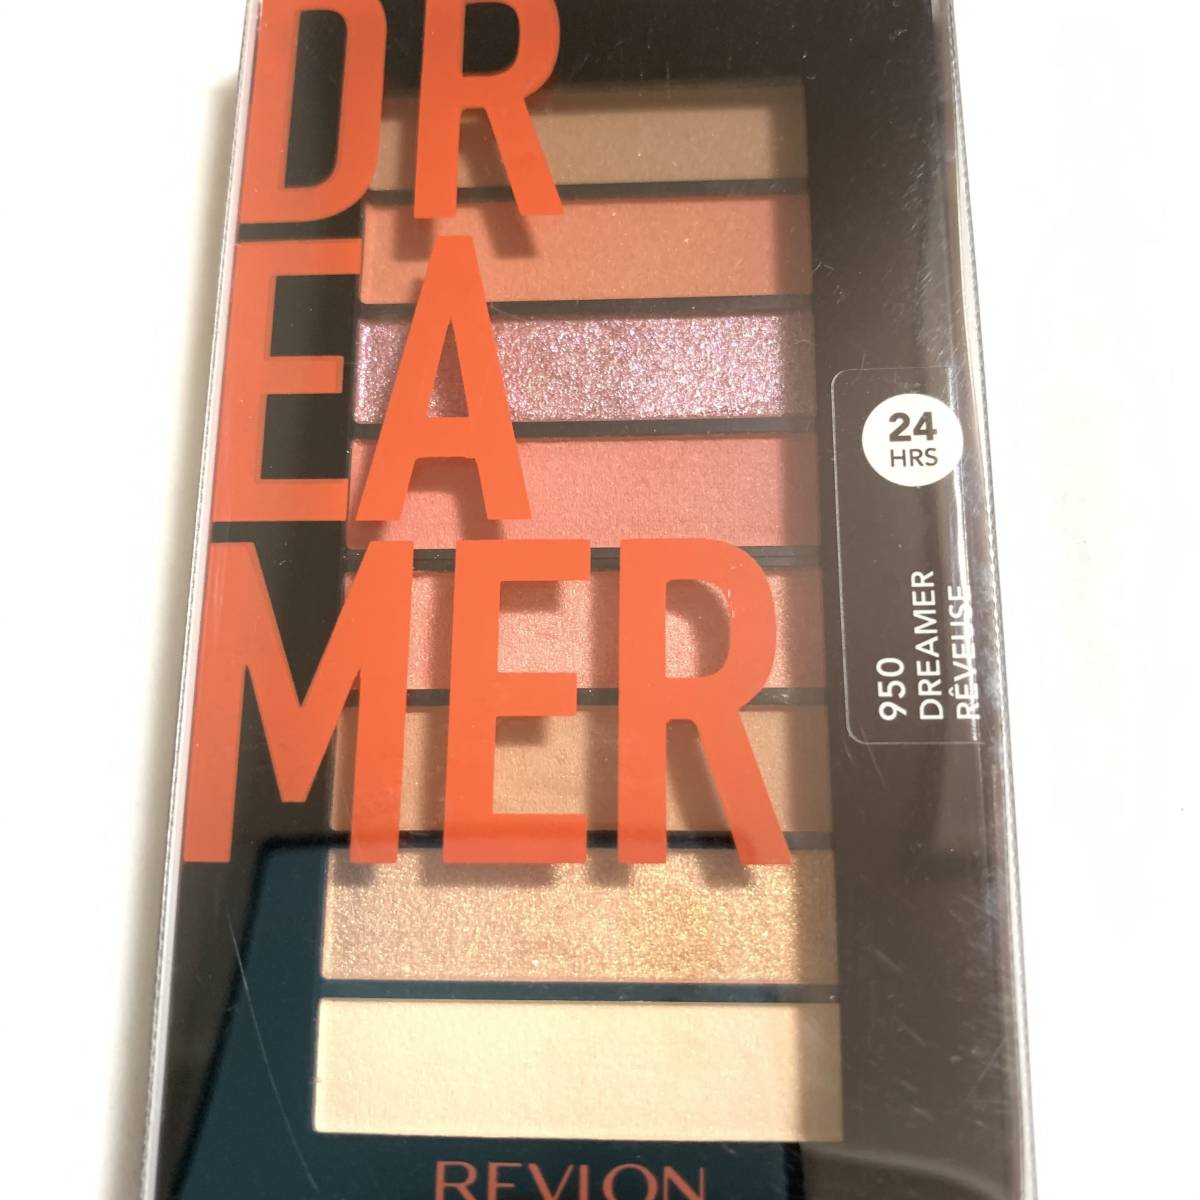 DR
EA
MER
24
HRS
950
DREAMER
RÊVEUSE
REVLON